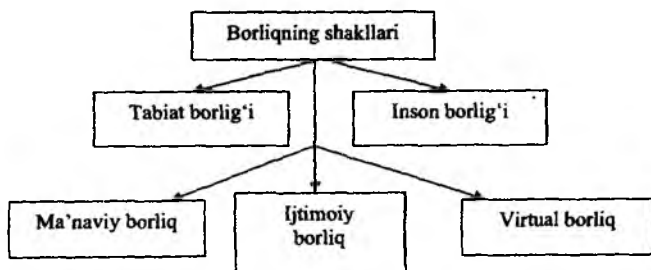 Borliqning shakllari
Tabiat borlig‘i
Inson borlig‘i
Ma’naviy borliq
Ijtimoiy
borliq
Virtual borliq